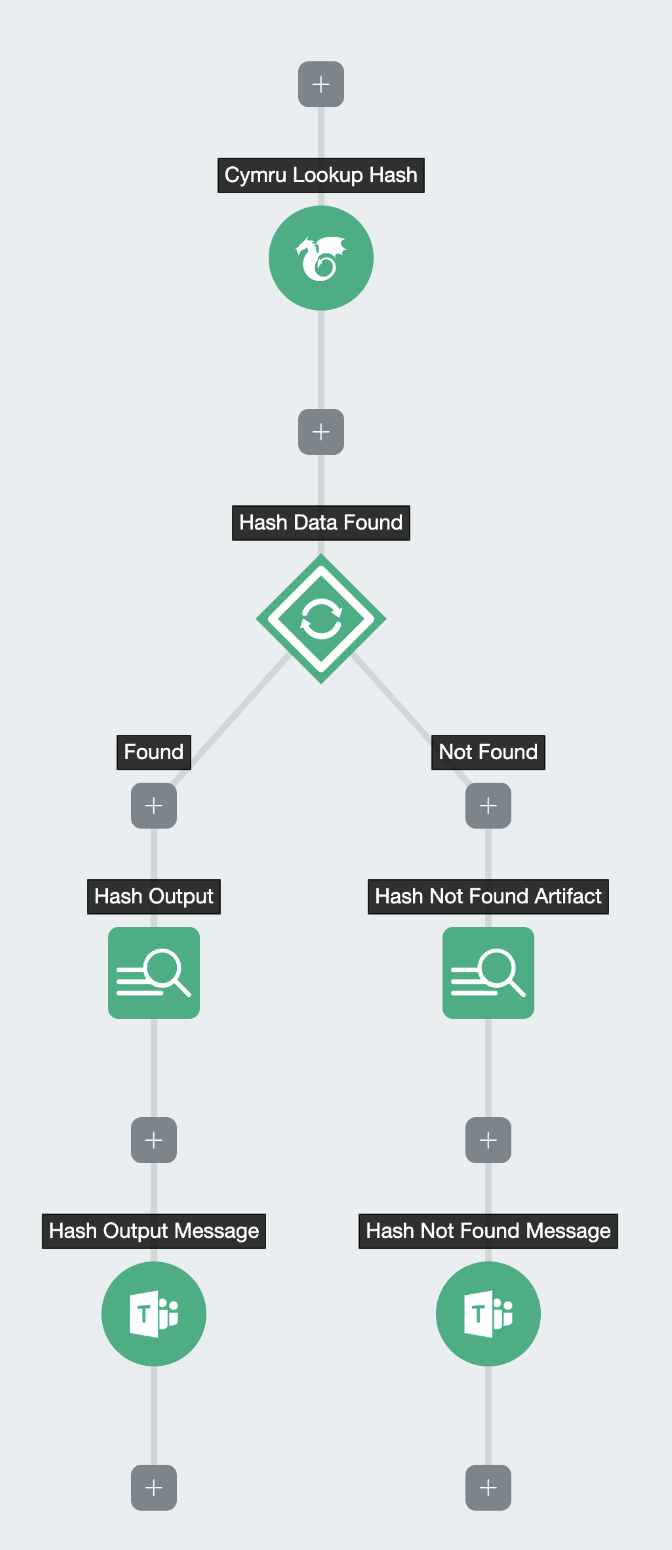 Cymru Lookup Hash
Hash Data Found
Found
Not Found
Hash Output
Hash Not Found Artifact
Hash Output Message
Hash Not Found Message
T
T